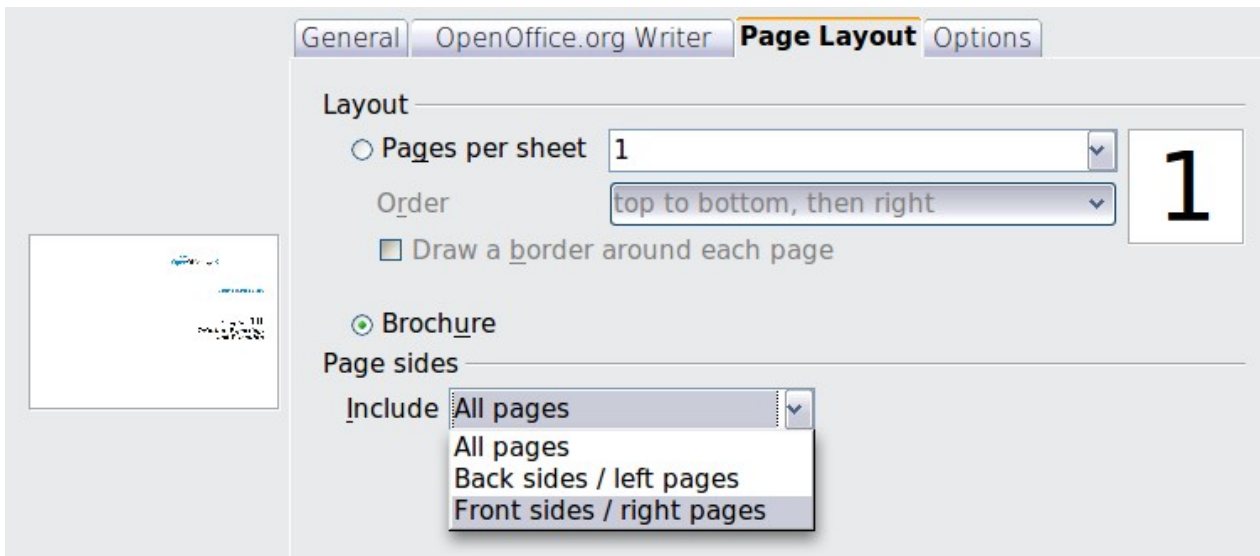 General OpenOffice.org Writer Page Layout Options
Layout
Pages per sheet 1
1
Order top to bottom, then right
Draw a border around each page
Brochure
Page sides
Include All pages
All pages
Back sides / left pages
Front sides / right pages